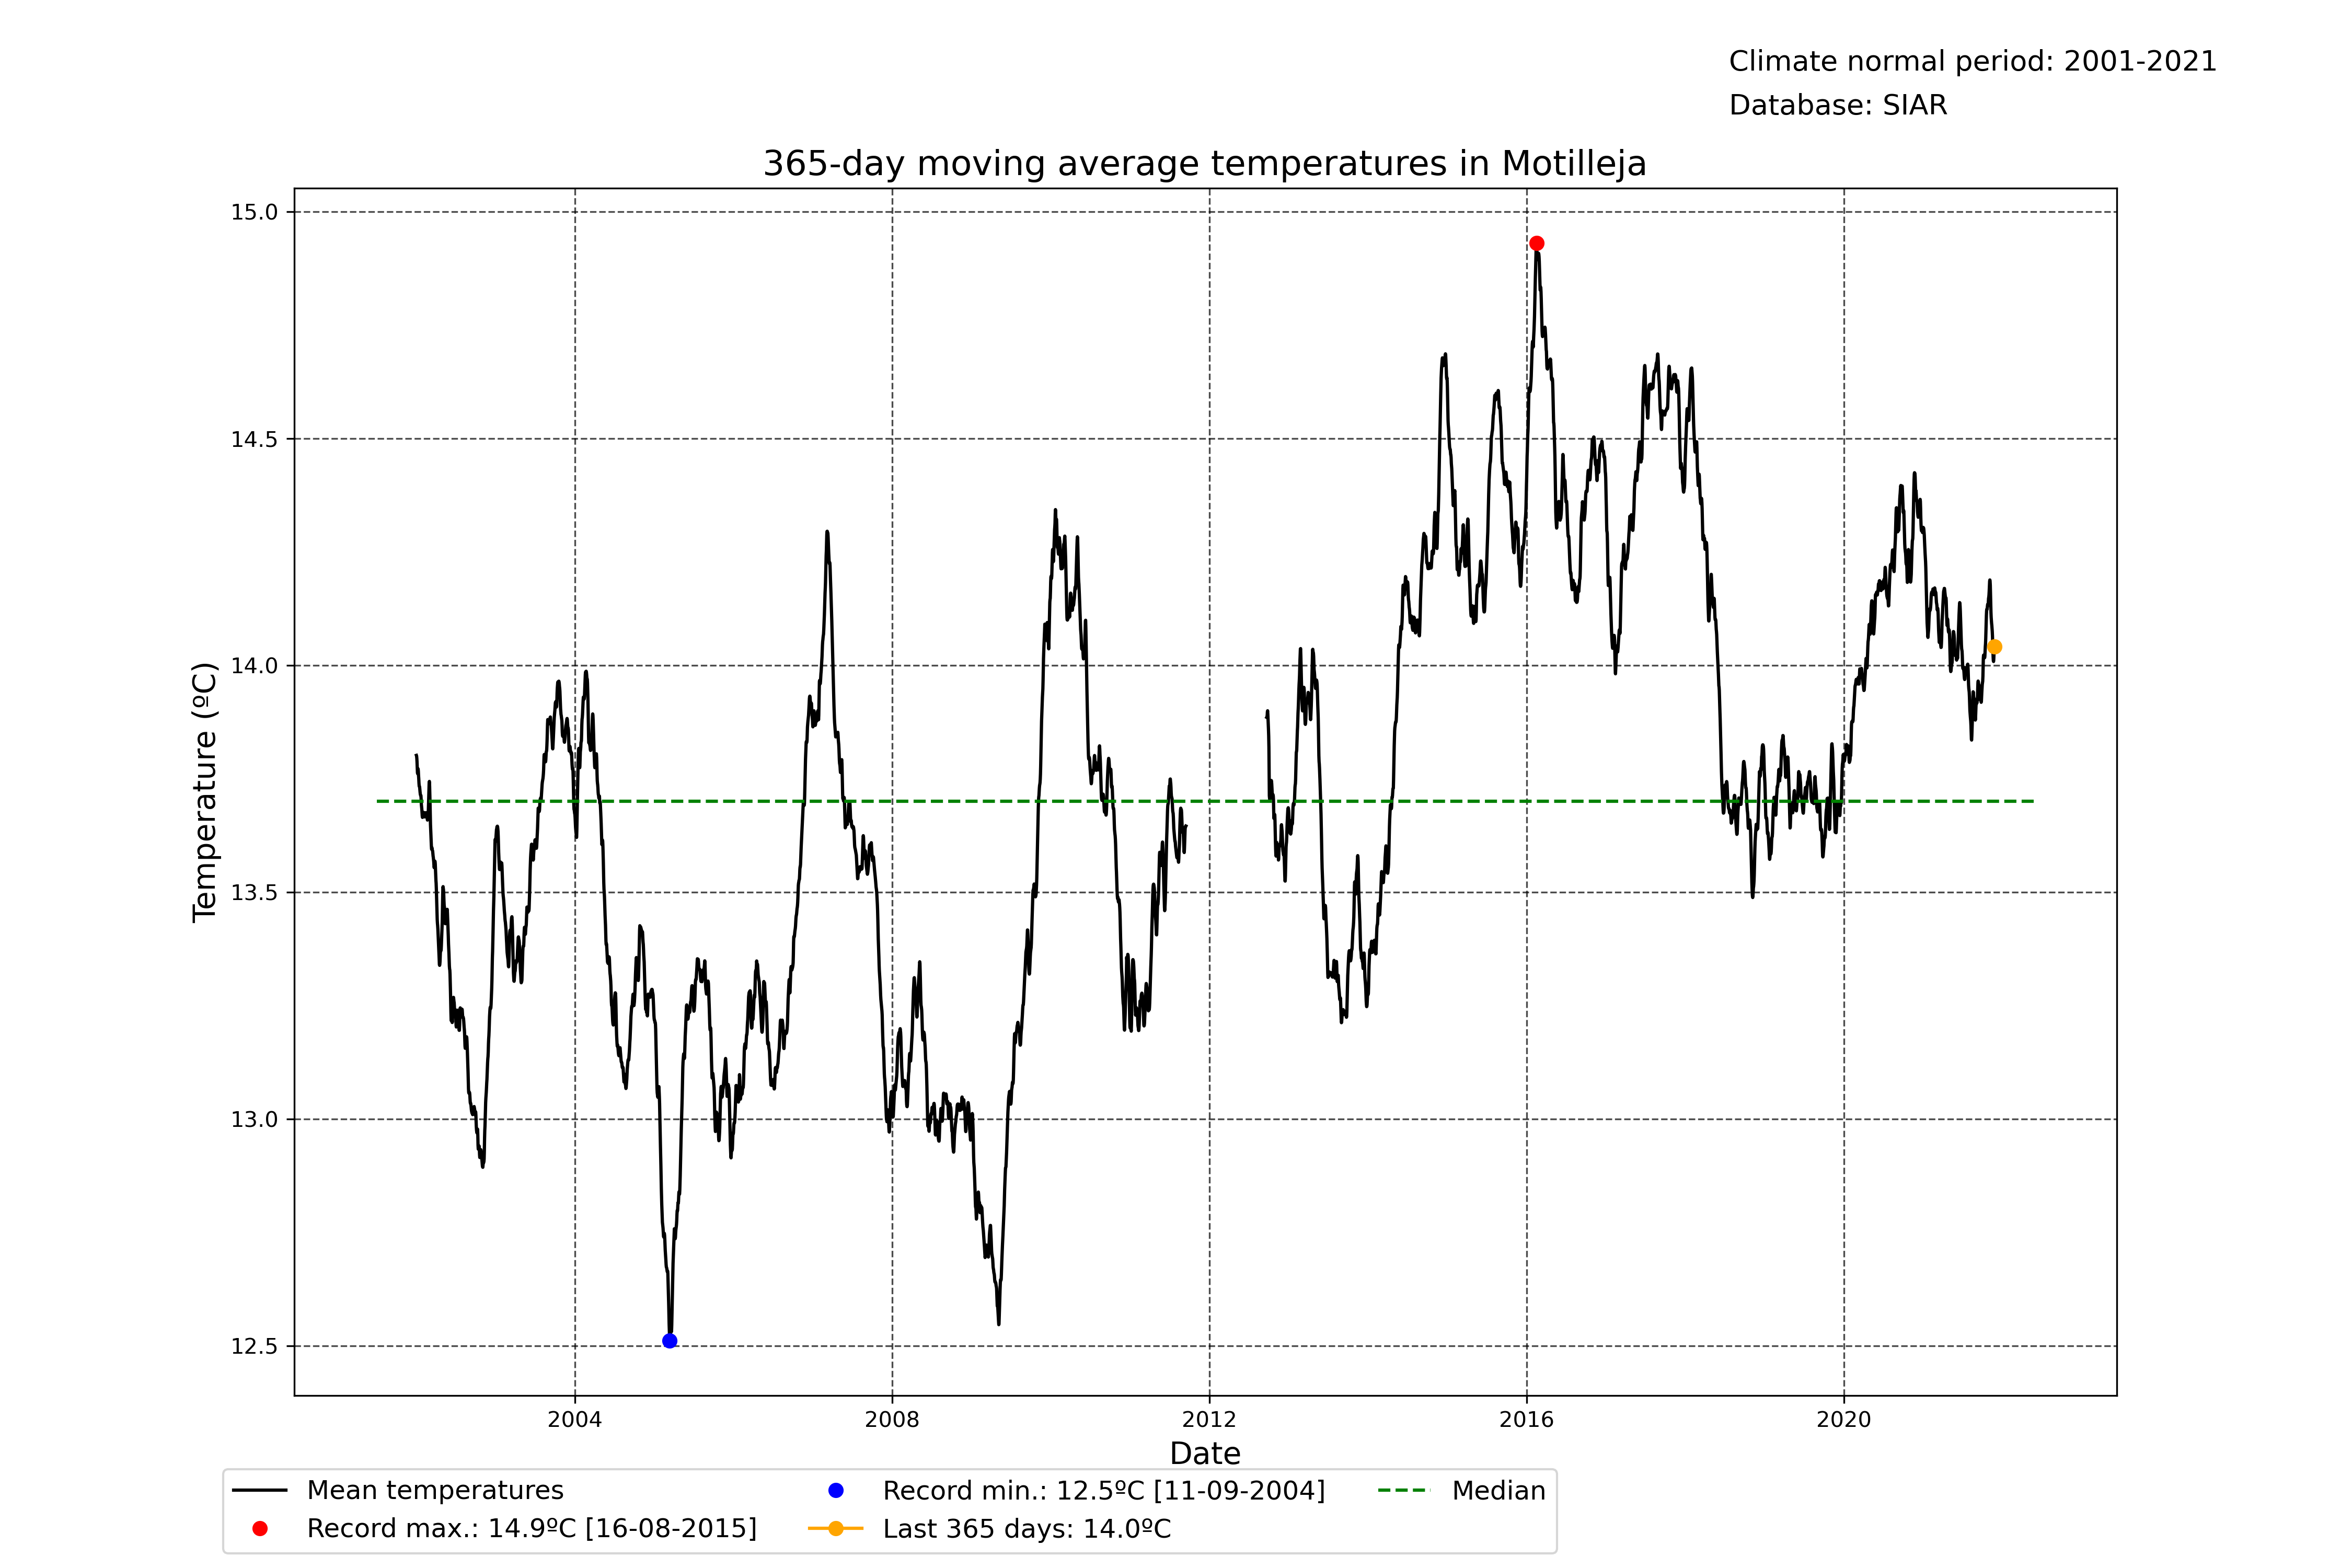 Climate normal period: 2001-2021
Database: SIAR
365-day moving average temperatures in Motilleja
15.0
14.5
14.0
13.5
13.0
12.5
Temperature (ºC)
2004 2008 2012 2016 2020
Date
Mean temperatures
Record max.: 14.9ºC [16-08-2015]
Record min.: 12.5ºC [11-09-2004]
Last 365 days: 14.0ºC
Median